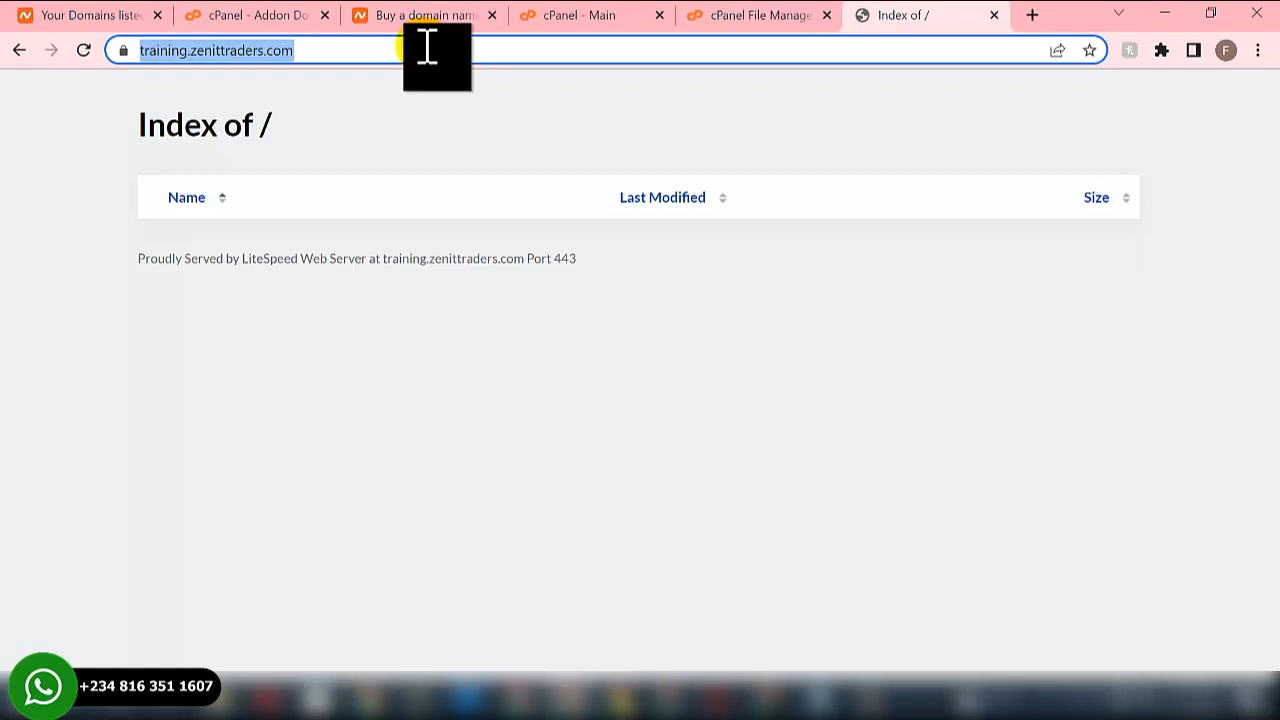 Your Domains liste
cPanel - Addon Do
Buy a domain nam
cPanel - Main
cPanel File Manage
Index of /
training.zenittraders.com
F
Index of /
Name
Last Modified
Size
Proudly Served by LiteSpeed Web Server at training.zenittraders.com Port 443
+234 816 351 1607